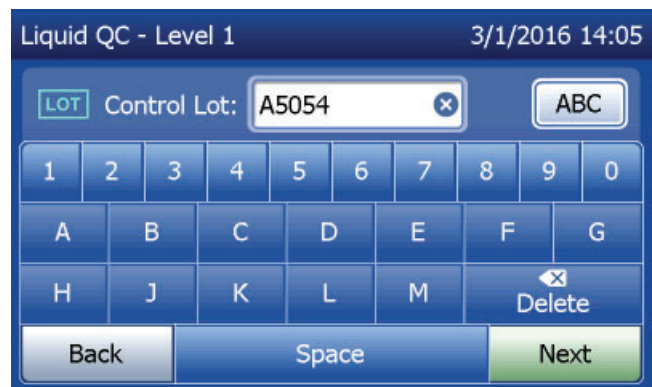 Liquid QC - Level 1 3/1/2016 14:05
LOT Control Lot: A5054 ABC
1 2 3 4 5 6 7 8 9 0
A B C D E F G
H J K L M Delete
Back Space Next